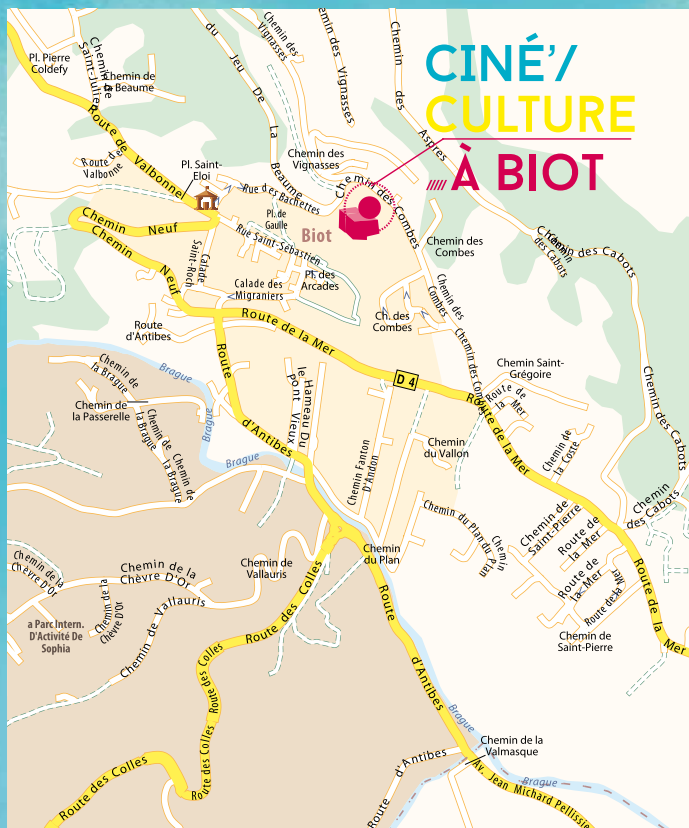 CINÉ'/
CULTURE
À BIOT
Pl. Pierre
Coldefy
Chemin de
Saint-Julien
Chemin de
la Beaume
Route de Valbonne
Route de
Valbonne
Pl. Saint-
Eloi
du Jeu De La Beaume
Chemin des
Vignasses
Chemin des Vignasses
Chemin des
Vignasses
Chemin des Aspres
Rue des Bachettes
Chemin des Combes
Pl. de
Gaulle
Rue Saint-Sébastien
Biot
Chemin Neuf
Chemin Neuf
Calade
Saint-Roch
Calade des
Migraniers
Pl. des
Arcades
Chemin des
Combes
Chemin des
Combes
Ch. des
Combes
Chemin des Combes
Chemin
des Cabots
Chemin des Cabots
Chemin des Cabots
Chemin
des Cabots
Route
d'Antibes
Route de la Mer
D 4
Route de la Mer
Route de la Mer
Route
d'Antibes
Chemin Saint-
Grégoire
Route de
la Mer
Chemin de
la Coste
Chemin de
la Brague
Brague
Brague
Brague
Chemin de
la Passerelle
Chemin de
la Brague
Chemin de
la Brague
Hameau Du
Pont Vieux
le
Chemin Fanton
D'Andon
Chemin
du Vallon
Chemin du Plan du Plan
Chemin
Chemin
du Plan
Chemin de
Saint-Pierre
Route de
la Mer
Route de
la Mer
Route de la
Mer
Chemin de
Saint-Pierre
Chemin de la
Chèvre D'Or
Chemin de la
Chèvre D'Or
Chemin de la
Chèvre D'Or
Chemin de
Vallauris
Chemin de Vallauris
a Parc Intern.
D'Activité De
Sophia
Route des Colles
Route des Colles
Route des Colles
Route des Colles
Route
d'Antibes
Brague
Chemin de la
Valmasque
Route d'Antibes
Av. Jean Michard Pellissier
Brague